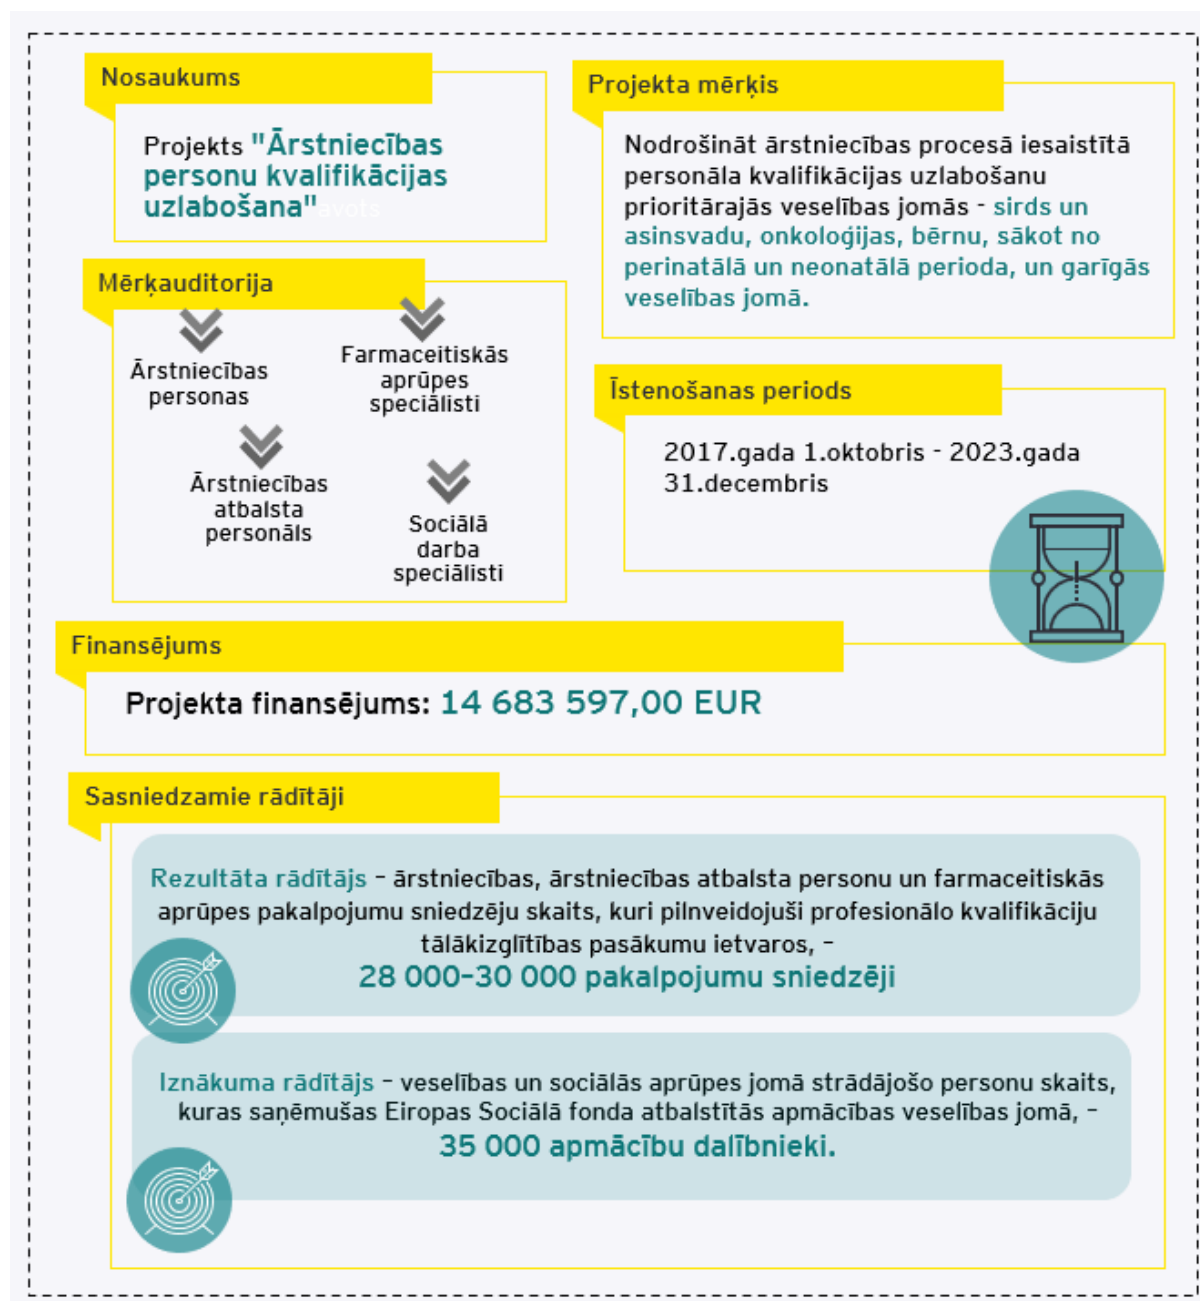 Nosaukums
Projekts "Ārstniecības
personu kvalifikācijas
uzlabošana" avots
Projekta mērķis
Nodrošināt ārstniecības procesā iesaistītā
personāla kvalifikācijas uzlabošanu
prioritārajās veselības jomās - sirds un
asinsvadu, onkoloģijas, bērnu, sākot no
perinatālā un neonatālā perioda, un garīgās
veselības jomā.
Mērķauditorija
Ārstniecības
personas
Farmaceitiskās
aprūpes
speciālisti
Ārstniecības
atbalsta
personāls
Sociālā
darba
speciālisti
Īstenošanas periods
2017.gada 1.oktobris - 2023.gada
31.decembris
Finansējums
Projekta finansējums: 14 683 597,00 EUR
Sasniedzamie rādītāji
Rezultāta rādītājs – ārstniecības, ārstniecības atbalsta personu un farmaceitiskās
aprūpes pakalpojumu sniedzēju skaits, kuri pilnveidojuši profesionālo kvalifikāciju
tālākizglītības pasākumu ietvaros, –
28 000–30 000 pakalpojumu sniedzēji
Iznākuma rādītājs – veselības un sociālās aprūpes jomā strādājošo personu skaits,
kuras saņēmušas Eiropas Sociālā fonda atbalstītās apmācības veselības jomā, –
35 000 apmācību dalībnieki.